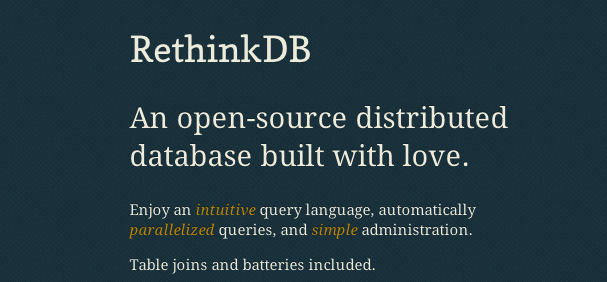 RethinkDB
An open-source distributed
database built with love.
Enjoy an intuitive query language, automatically
parallelized queries, and simple administration.
Table joins and batteries included.